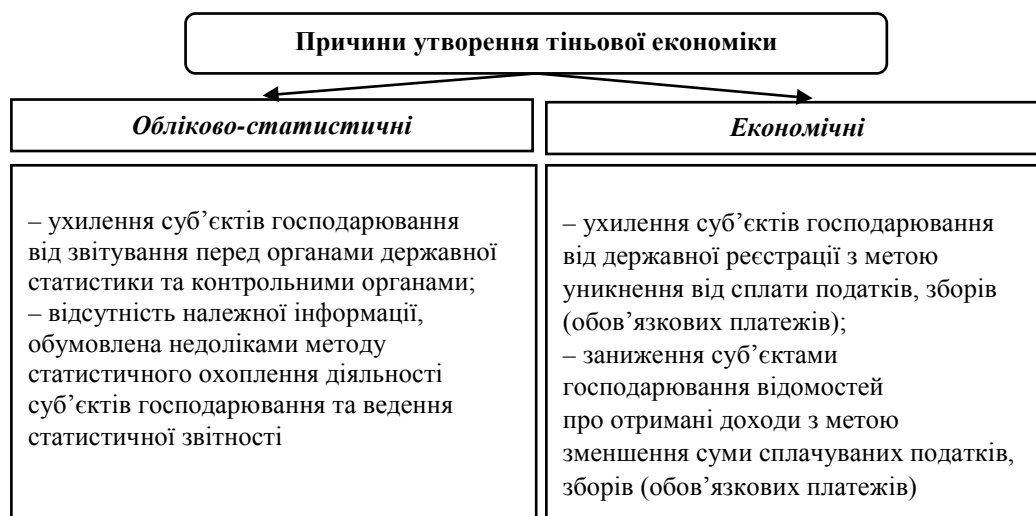 Причини утворення тіньової економіки
Обліково-статистичні
Економічні
– ухилення суб’єктів господарювання
від звітування перед органами державної
статистики та контрольними органами;
– відсутність належної інформації,
обумовлена недоліками методу
статистичного охоплення діяльності
суб’єктів господарювання та ведення
статистичної звітності
– ухилення суб’єктів господарювання
від державної реєстрації з метою
уникнення від сплати податків, зборів
(обов’язкових платежів);
– заниження суб’єктами
господарювання відомостей
про отримані доходи з метою
зменшення суми сплачуваних податків,
зборів (обов’язкових платежів)